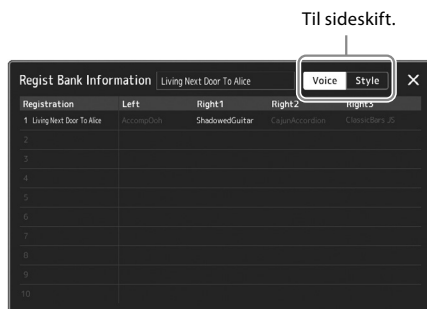 Til sideskift.
Regist Bank Information Living Next Door To Alice Voice Style
Registration Left Right1 Right2 Right3
1 Living Next Door To Alice AccompOoh ShadowedGuitar CajunAccordion ClassicBars JS
2
3
4
5
6
7
8
9
10